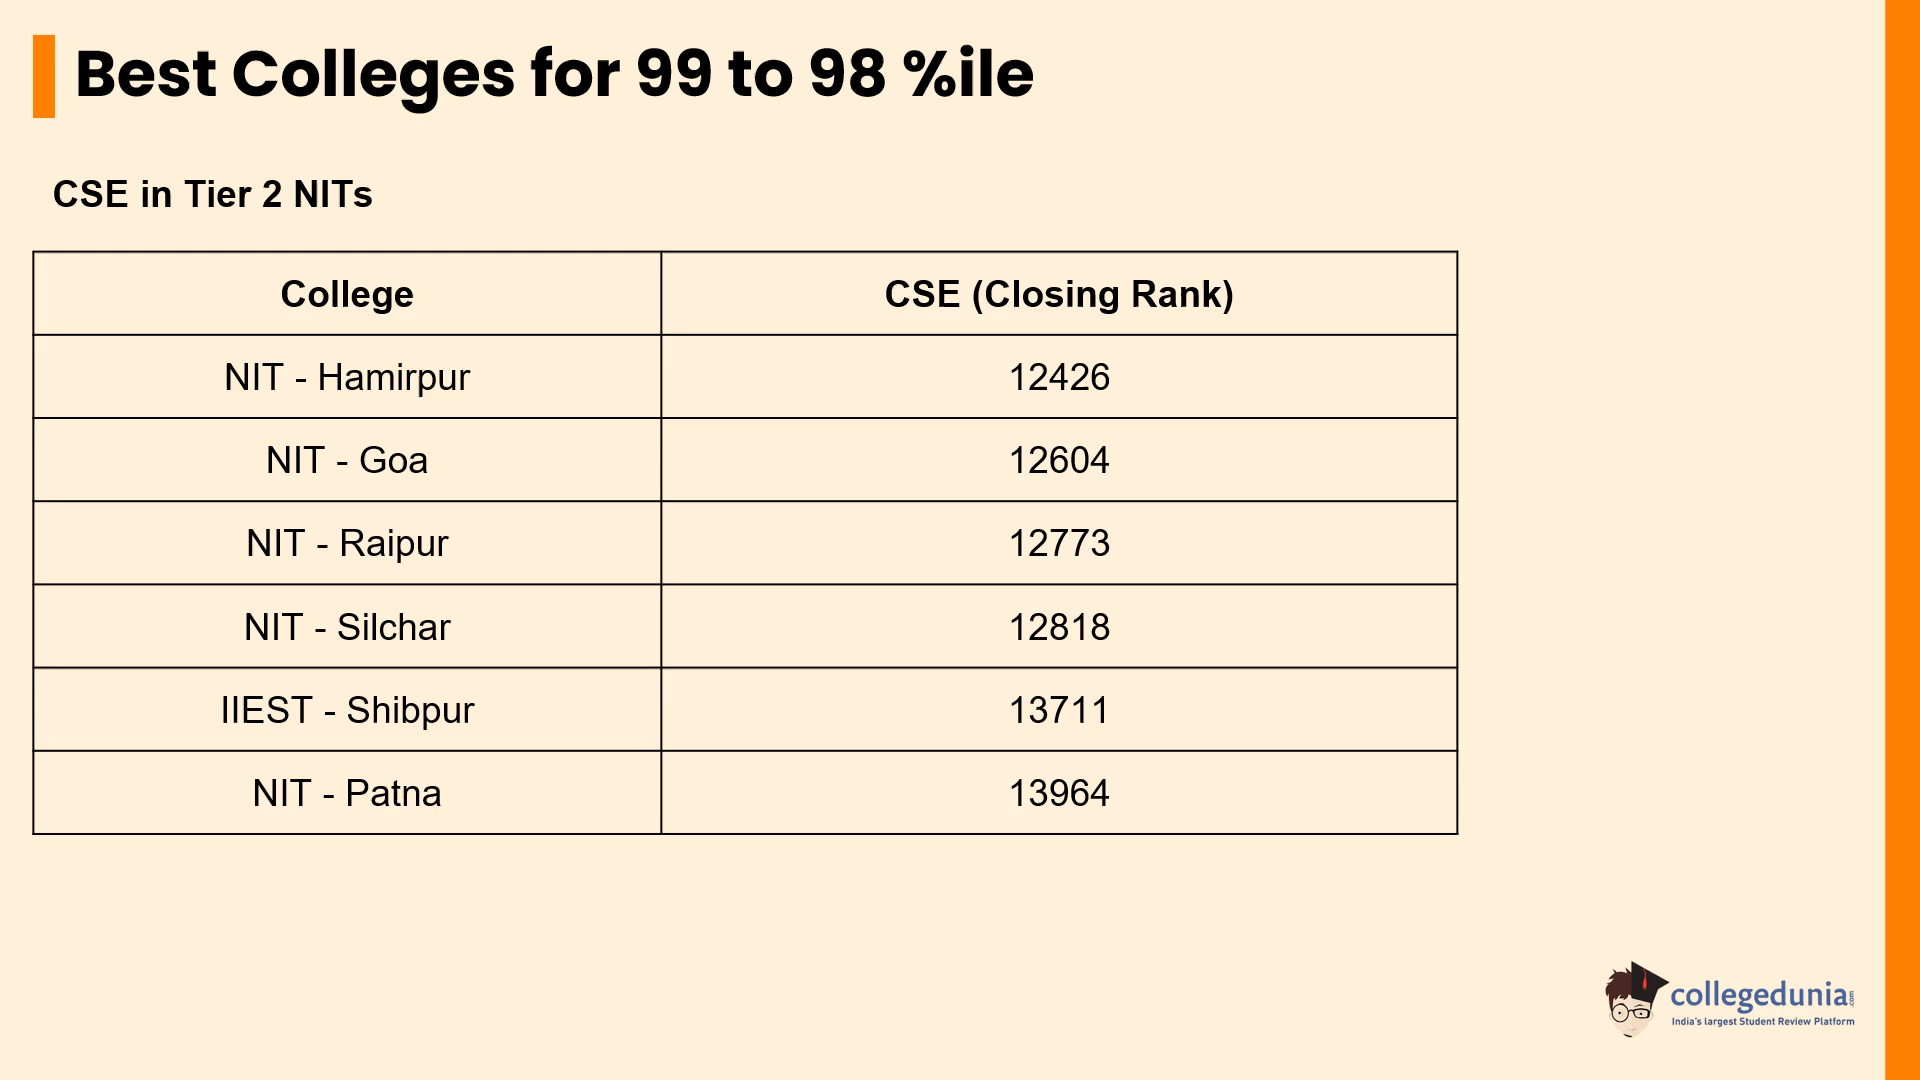 Best Colleges for 99 to 98 %ile
CSE in Tier 2 NITs
College CSE (Closing Rank)
NIT - Hamirpur 12426
NIT - Goa 12604
NIT - Raipur 12773
NIT - Silchar 12818
IIEST - Shibpur 13711
NIT - Patna 13964
collegedunia.com
India's largest Student Review Platform